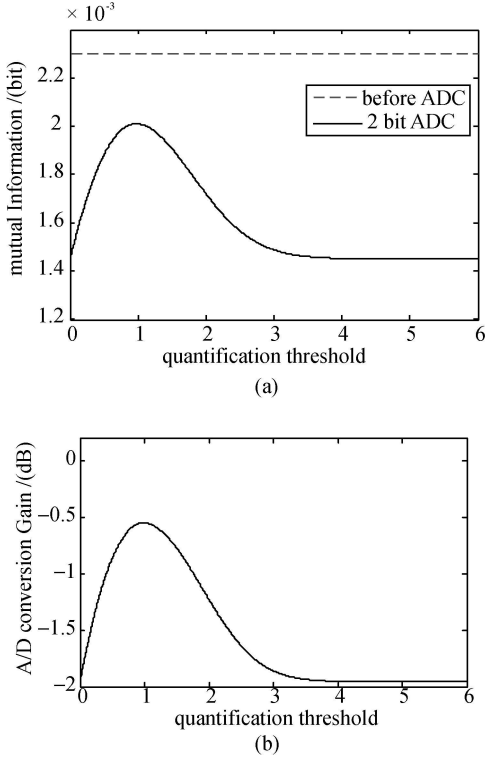 × 10-3
mutual Information /(bit)
2.2
2
1.8
1.6
1.4
1.2
before ADC
2 bit ADC
0 1 2 3 4 5 6
quantification threshold
(a)
A/D conversion Gain /(dB)
0
−0.5
−1
−1.5
−2
0 1 2 3 4 5 6
quantification threshold
(b)